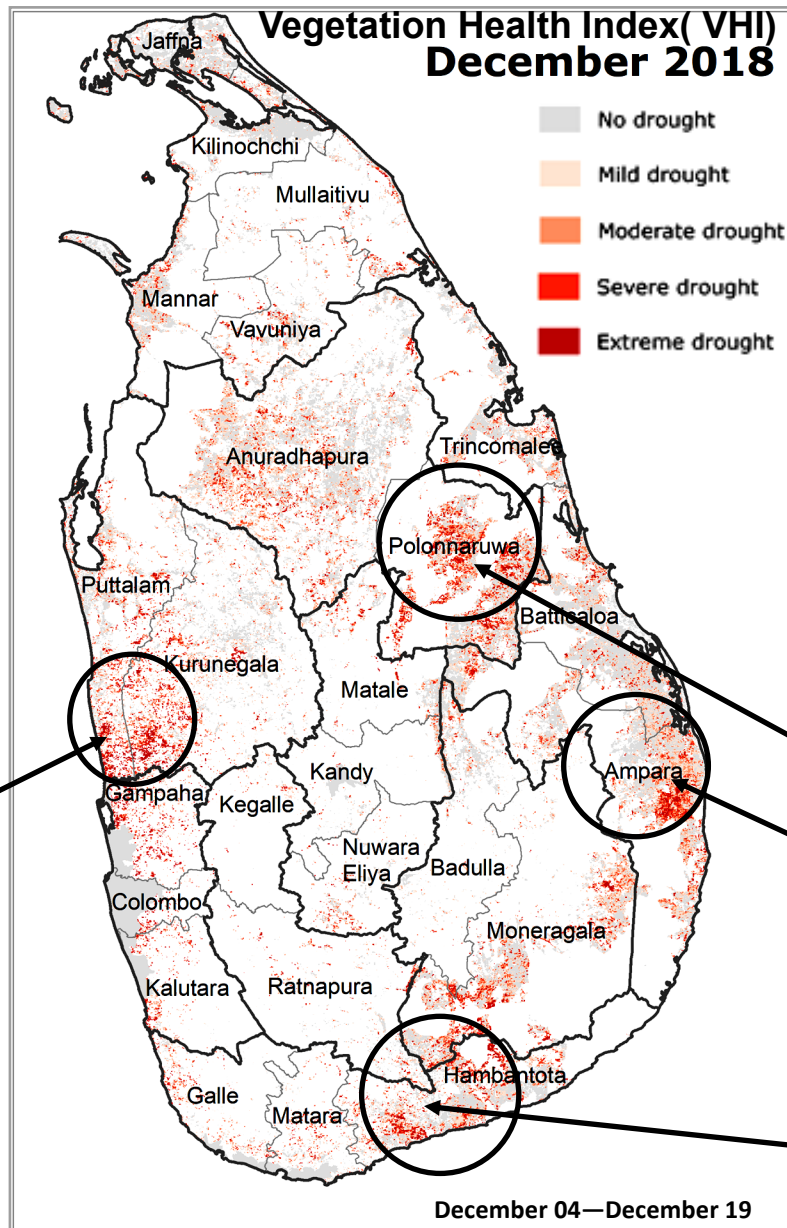 Vegetation Health Index( VHI)
December 2018
No drought
Mild drought
Moderate drought
Severe drought
Extreme drought
Jaffna
Kilinochchi
Mullaitivu
Mannar
Vavuniya
Anuradhapura
Trincomalee
Polonnaruwa
Puttalam
Batticaloa
Kurunegala
Matale
Ampara
Kandy
Gampaha
Kegalle
Nuwara
Eliya
Badulla
Colombo
Moneragala
Kalutara
Ratnapura
Hambantota
Galle
Matara
December 04—December 19